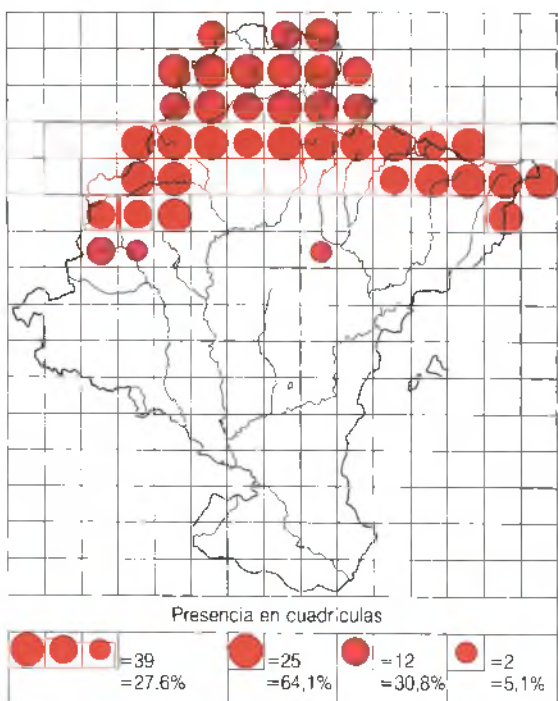 Presencia en cuadrículas
=39 =25 =12 =2
=27.6% =64,1% =30,8% =5,1%